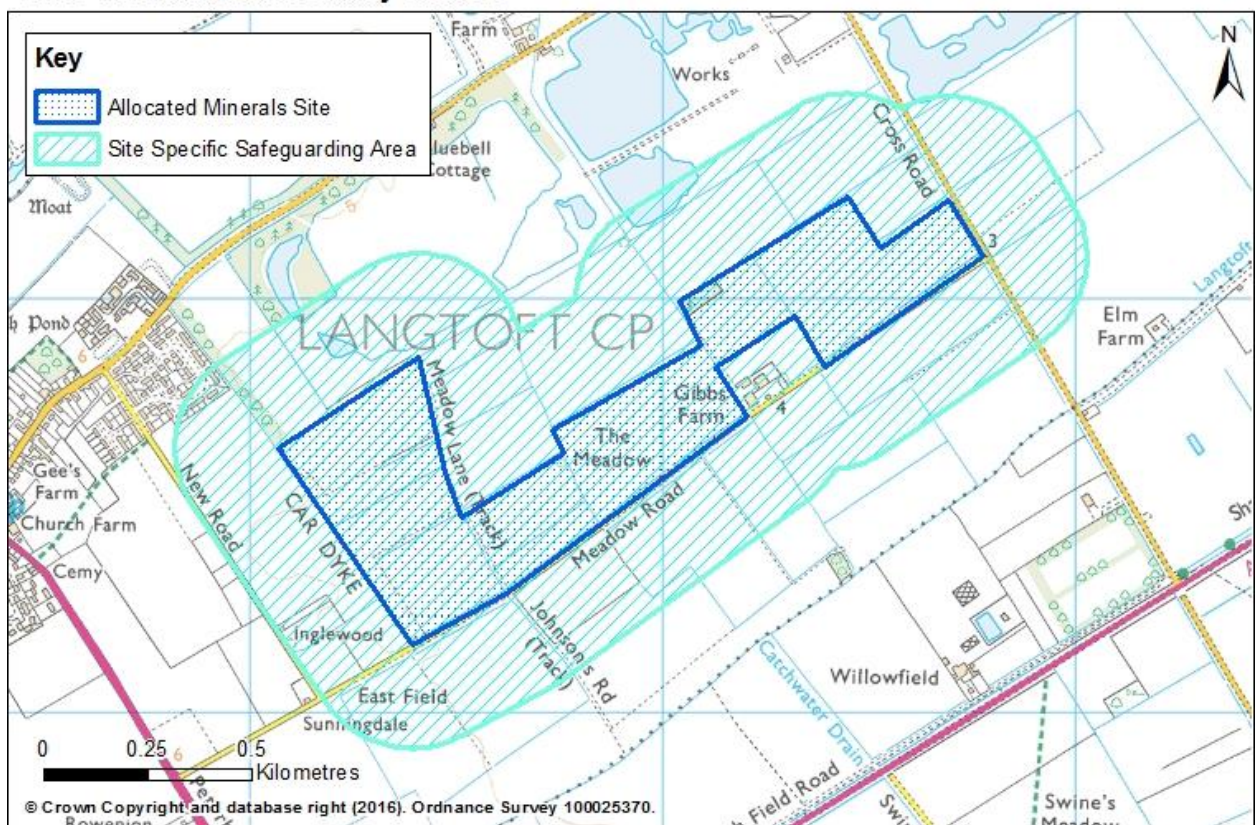 Key
Allocated Minerals Site
Site Specific Safeguarding Area
Farm
Works
N
Cottage
Moat
5
Cross Road
3
LANGTOFT CP
Elm
Farm
Pond
6
Meadow Lane (Track)
Gibbs
Farm
4
The
Meadow
Gee's
Farm
Church Farm
New Road
CAR DYKE
Meadow Road
Cemy
Inglewood
Johnson's Rd
(Track)
Catchwater Drain
Willowfield
East Field
Sunningdale
6
0 0.25 0.5
Kilometres
Field Road
Swine's
© Crown Copyright and database right (2016). Ordnance Survey 100025370.